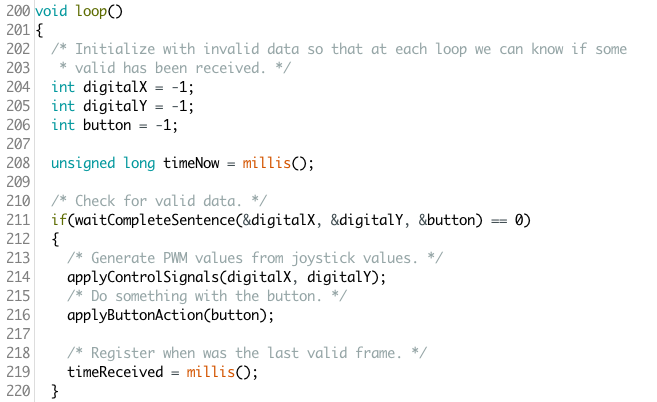 200 void loop()
201 {
202   /* Initialize with invalid data so that at each loop we can know if some
203    * valid has been received. */
204   int digitalX = -1;
205   int digitalY = -1;
206   int button = -1;
207
208   unsigned long timeNow = millis();
209
210   /* Check for valid data. */
211   if(waitCompleteSentence(&digitalX, &digitalY, &button) == 0)
212   {
213     /* Generate PWM values from joystick values. */
214     applyControlSignals(digitalX, digitalY);
215     /* Do something with the button. */
216     applyButtonAction(button);
217
218     /* Register when was the last valid frame. */
219     timeReceived = millis();
220   }